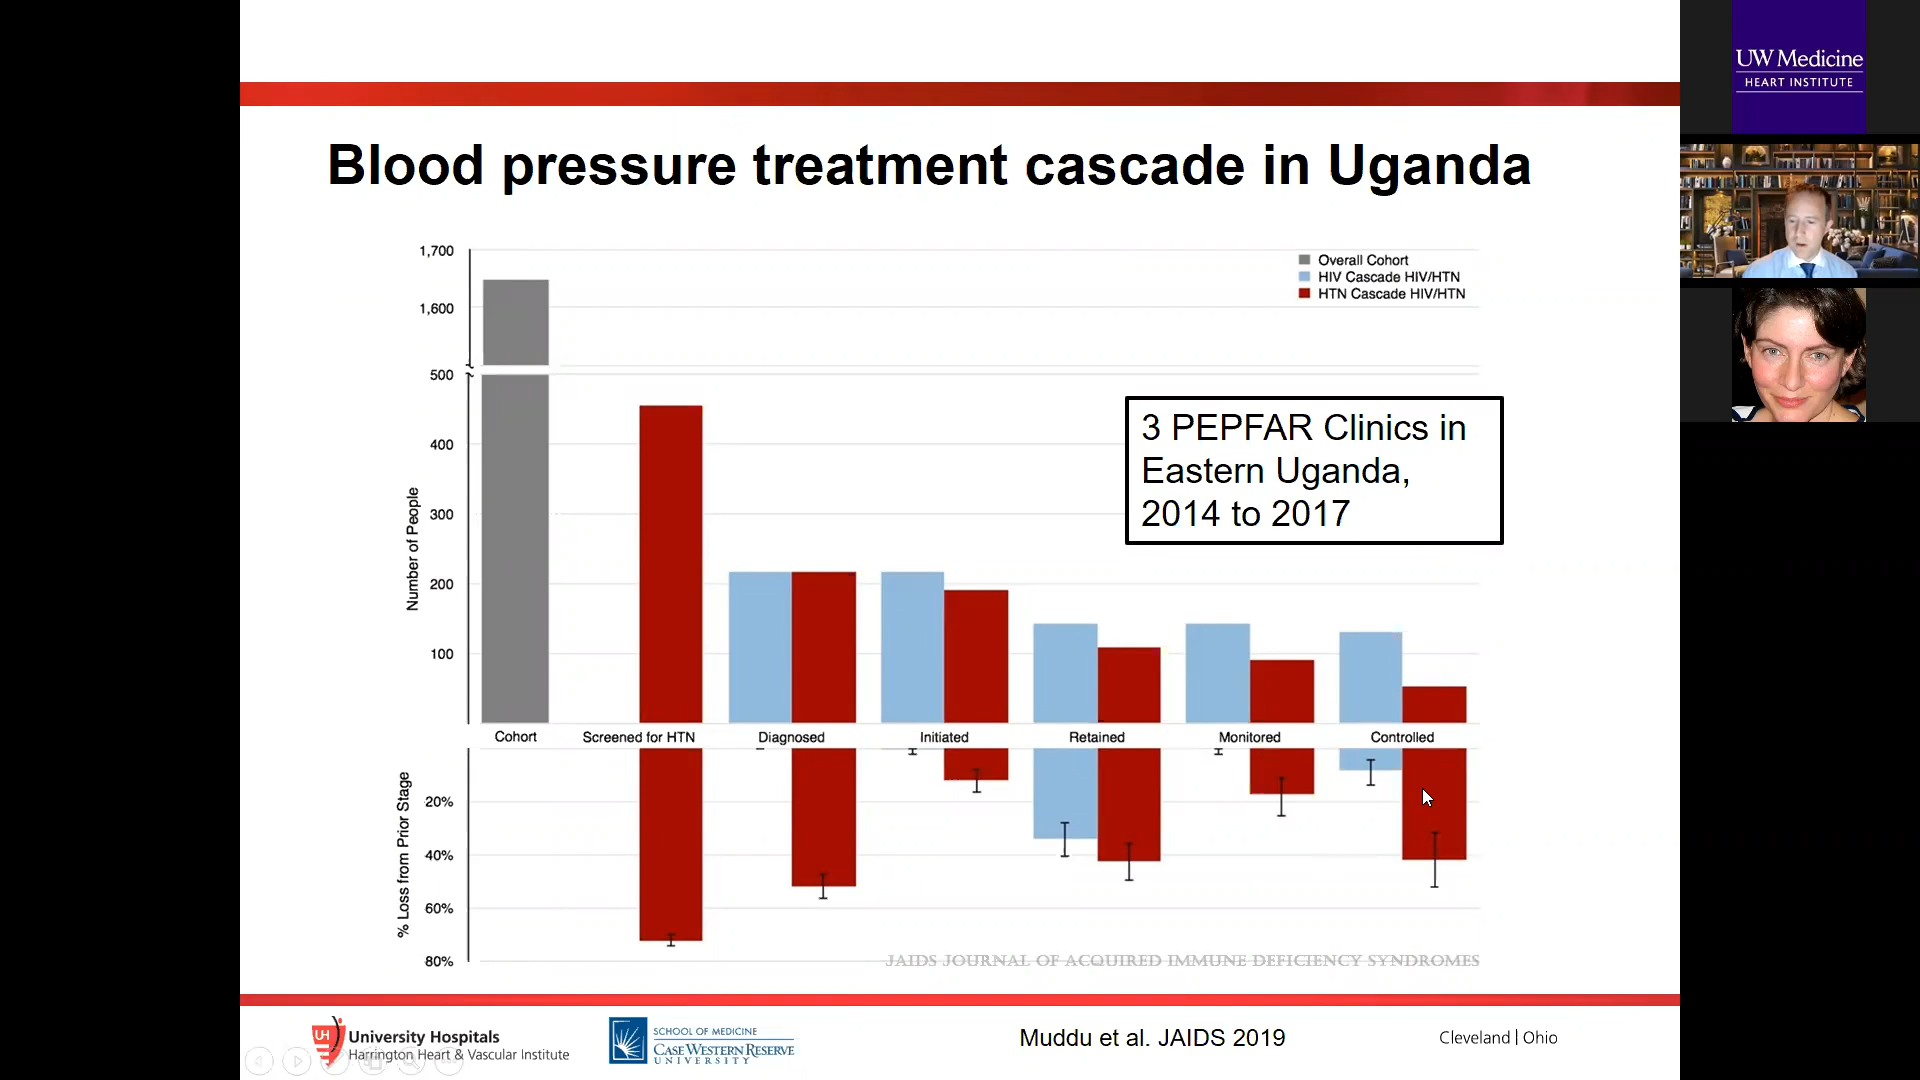 UW Medicine
HEART INSTITUTE
Blood pressure treatment cascade in Uganda
1,700
1,600
500
400
300
200
100
Number of People
Overall Cohort
HIV Cascade HIV/HTN
HTN Cascade HIV/HTN
3 PEPFAR Clinics in
Eastern Uganda,
2014 to 2017
Cohort
Screened for HTN
Diagnosed
Initiated
Retained
Monitored
Controlled
20%
40%
60%
80%
% Loss from Prior Stage
JAIDS JOURNAL OF ACQUIRED IMMUNE DEFICIENCY SYNDROMES
UH
University Hospitals
Harrington Heart & Vascular Institute
SCHOOL OF MEDICINE
CASE WESTERN RESERVE
UNIVERSITY
Muddu et al. JAIDS 2019
Cleveland | Ohio